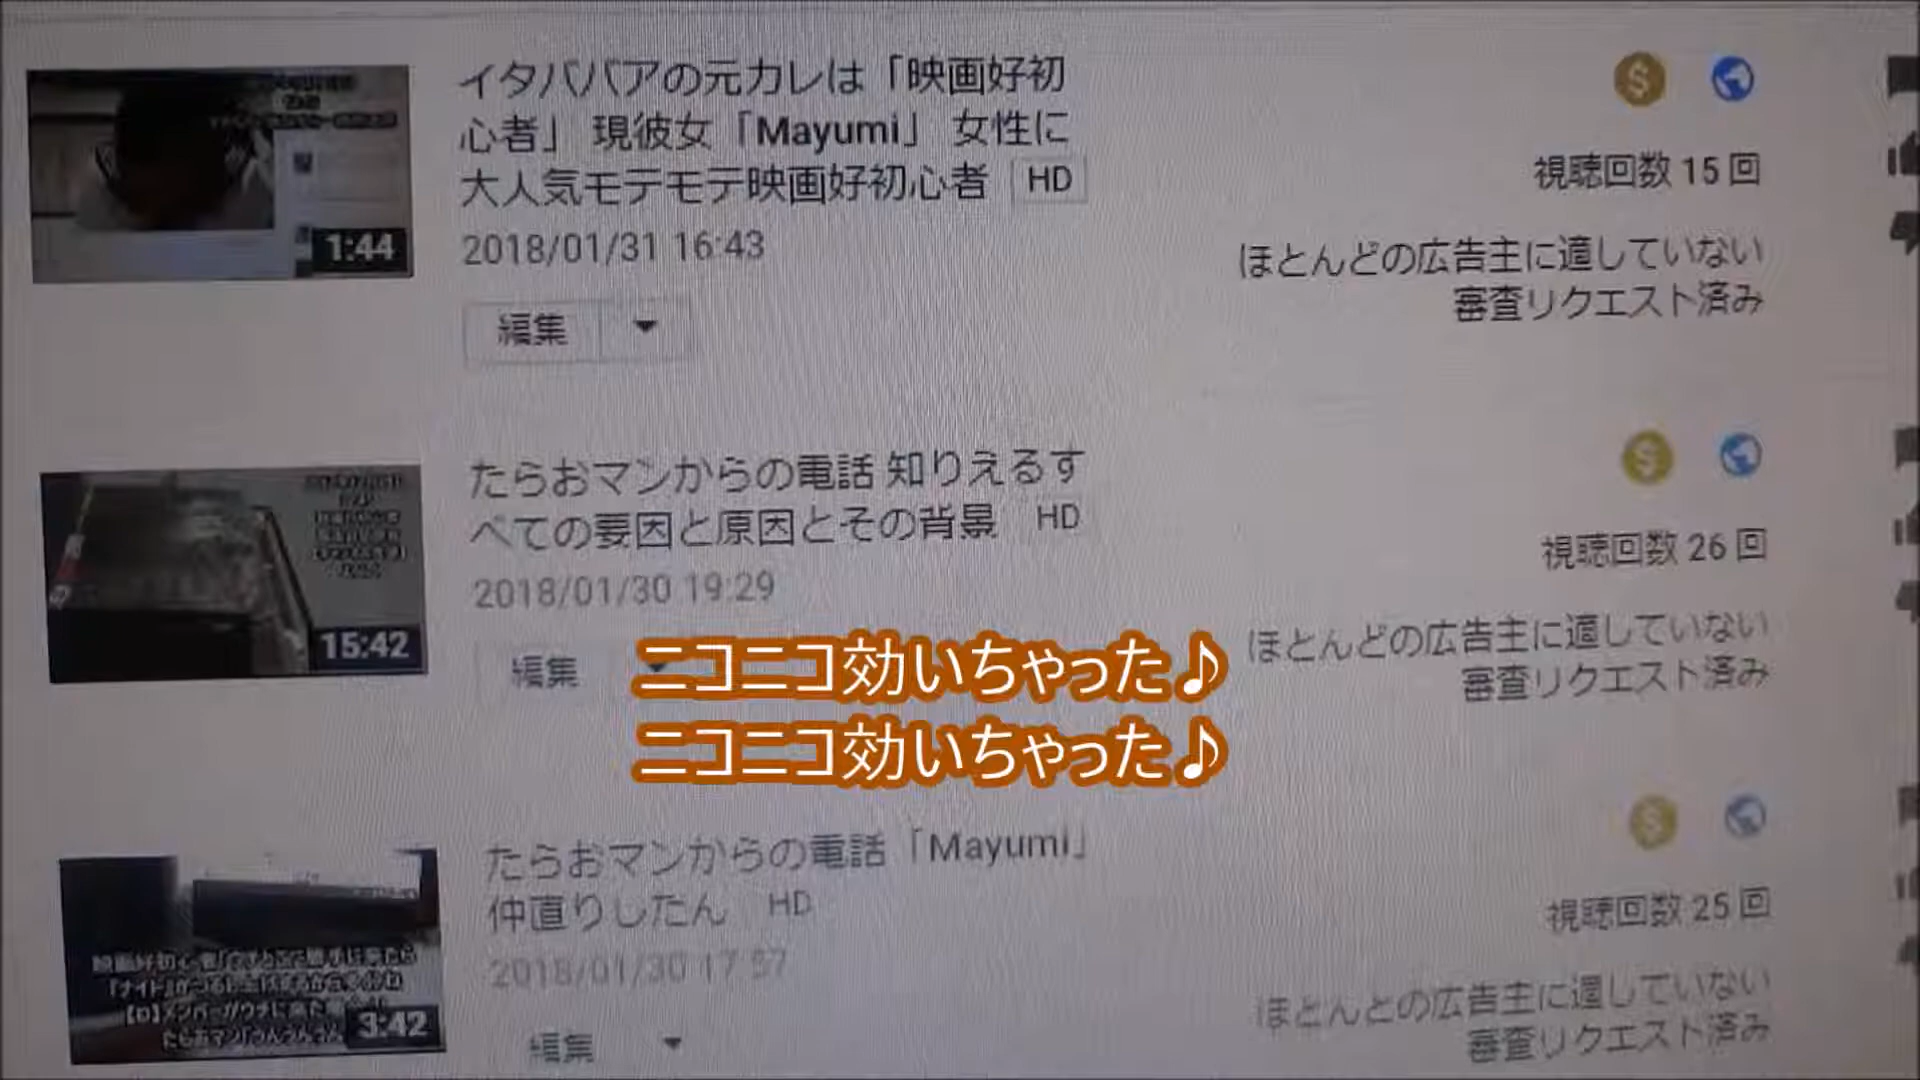 イタババアの元カレは「映画好初
心者」 現彼女「Mayumi」 女性に
大人気モテモテ映画好初心者 HD
2018/01/31 16:43
編集
1:44
$
視聴回数 15 回
ほとんどの広告主に適していない
審査リクエスト済み
たらおマンからの電話 知りえるす
べての要因と原因とその背景 HD
2018/01/30 19:29
編集
15:42
$
視聴回数 26 回
ほとんどの広告主に適していない
審査リクエスト済み
ニコニコ効いちゃった♪
ニコニコ効いちゃった♪
たらおマンからの電話「Mayumi」
仲直りしたん HD
2018/01/30 17:57
編集
3:42
$
視聴回数 25 回
ほとんどの広告主に適していない
審査リクエスト済み